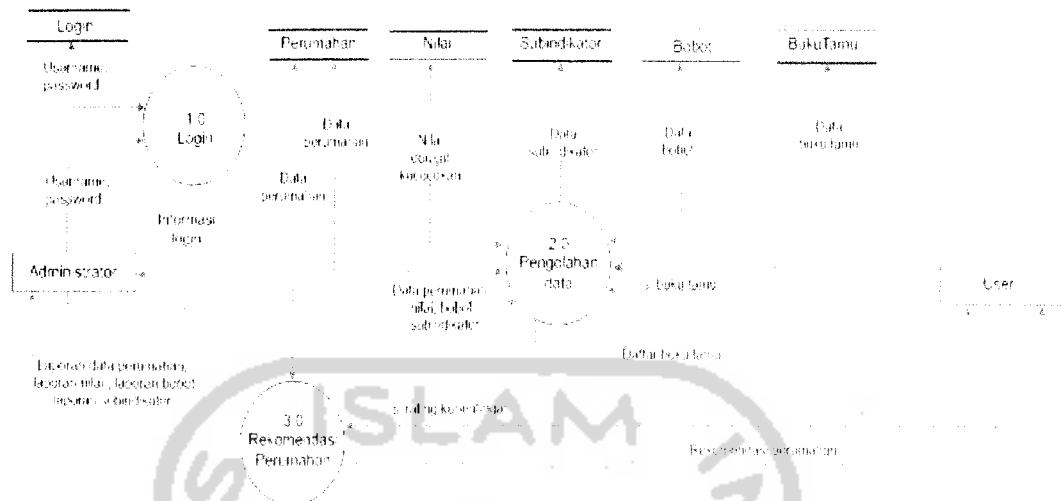 Login
Perumahan
Nilai
Subindikator
Bobot
BukuTamu
Username,
password
1.0
Login
Data
perumahan
Nilai
Data
subindikator
Data
bobot
Data
buku tamu
Username,
password
Data
perumahan
Informasi
login
2.0
Pengolahan
data
Administrator
User
Data perumahan
nilai, bobot
subindikator
buku tamu
Daftar buku tamu
Laporan data perumahan,
laporan nilai, laporan bobot
laporan subindikator
ISLAM
3.0
Rekomendasi
Perumahan
Rekomendasi perumahan